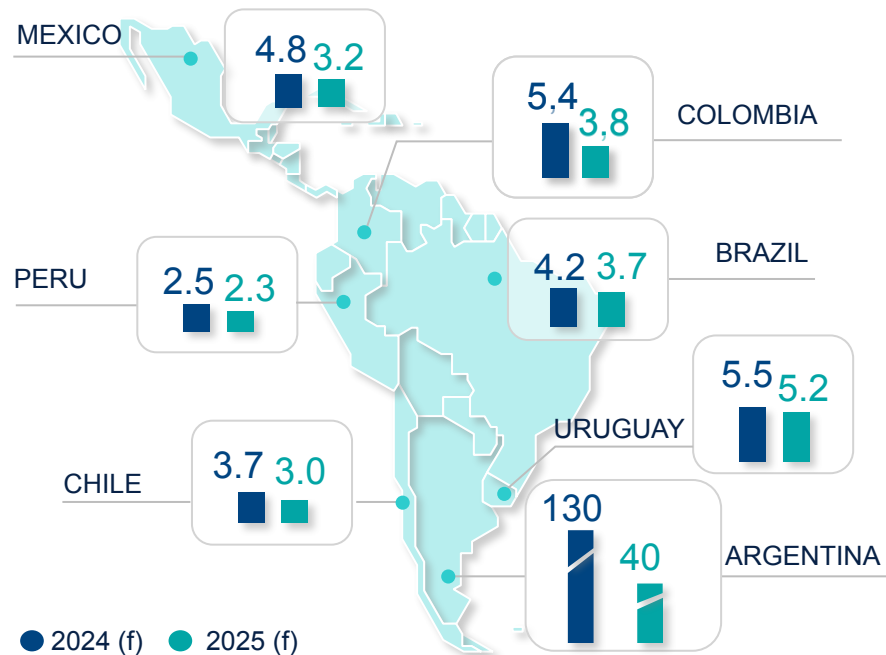 MEXICO
4.8 3.2
5,4 3,8
COLOMBIA
PERU
2.5 2.3
4.2 3.7
BRAZIL
5.5 5.2
URUGUAY
CHILE
3.7 3.0
130
40
ARGENTINA
2024 (f) 2025 (f)